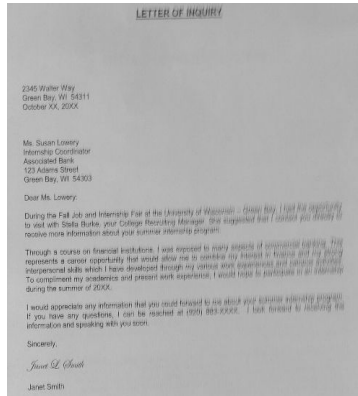 LETTER OF INQUIRY
2345 Walter Way
Green Bay, WI 54311
October XX, 20XX
Ms. Susan Lowery
Internship Coordinator
Associated Bank
123 Adams Street
Green Bay, WI 54303
Dear Ms. Lowery:
During the Fall Job and Internship Fair at the University of Wisconsin – Green Bay, I had the opportunity
to visit with Stella Burke, your College Recruiting Manager. She suggested that I contact you directly to
receive more information about your summer internship program.
Through a course on financial institutions, I was exposed to many aspects of commercial banking. This
represents a career opportunity that would allow me to combine my interest in finance and my strong
interpersonal skills which I have developed through my various work experiences and
To compliment my academics and present work experience, I would hope to participate in an internship
during the summer of 20XX.
I would appreciate any information that you could forward to me about your summer internship program.
If you have any questions, I can be reached at (920) XXXX. I look forward to receiving the
information and speaking with you soon.
Sincerely,
Janet Q. Smith
Janet Smith